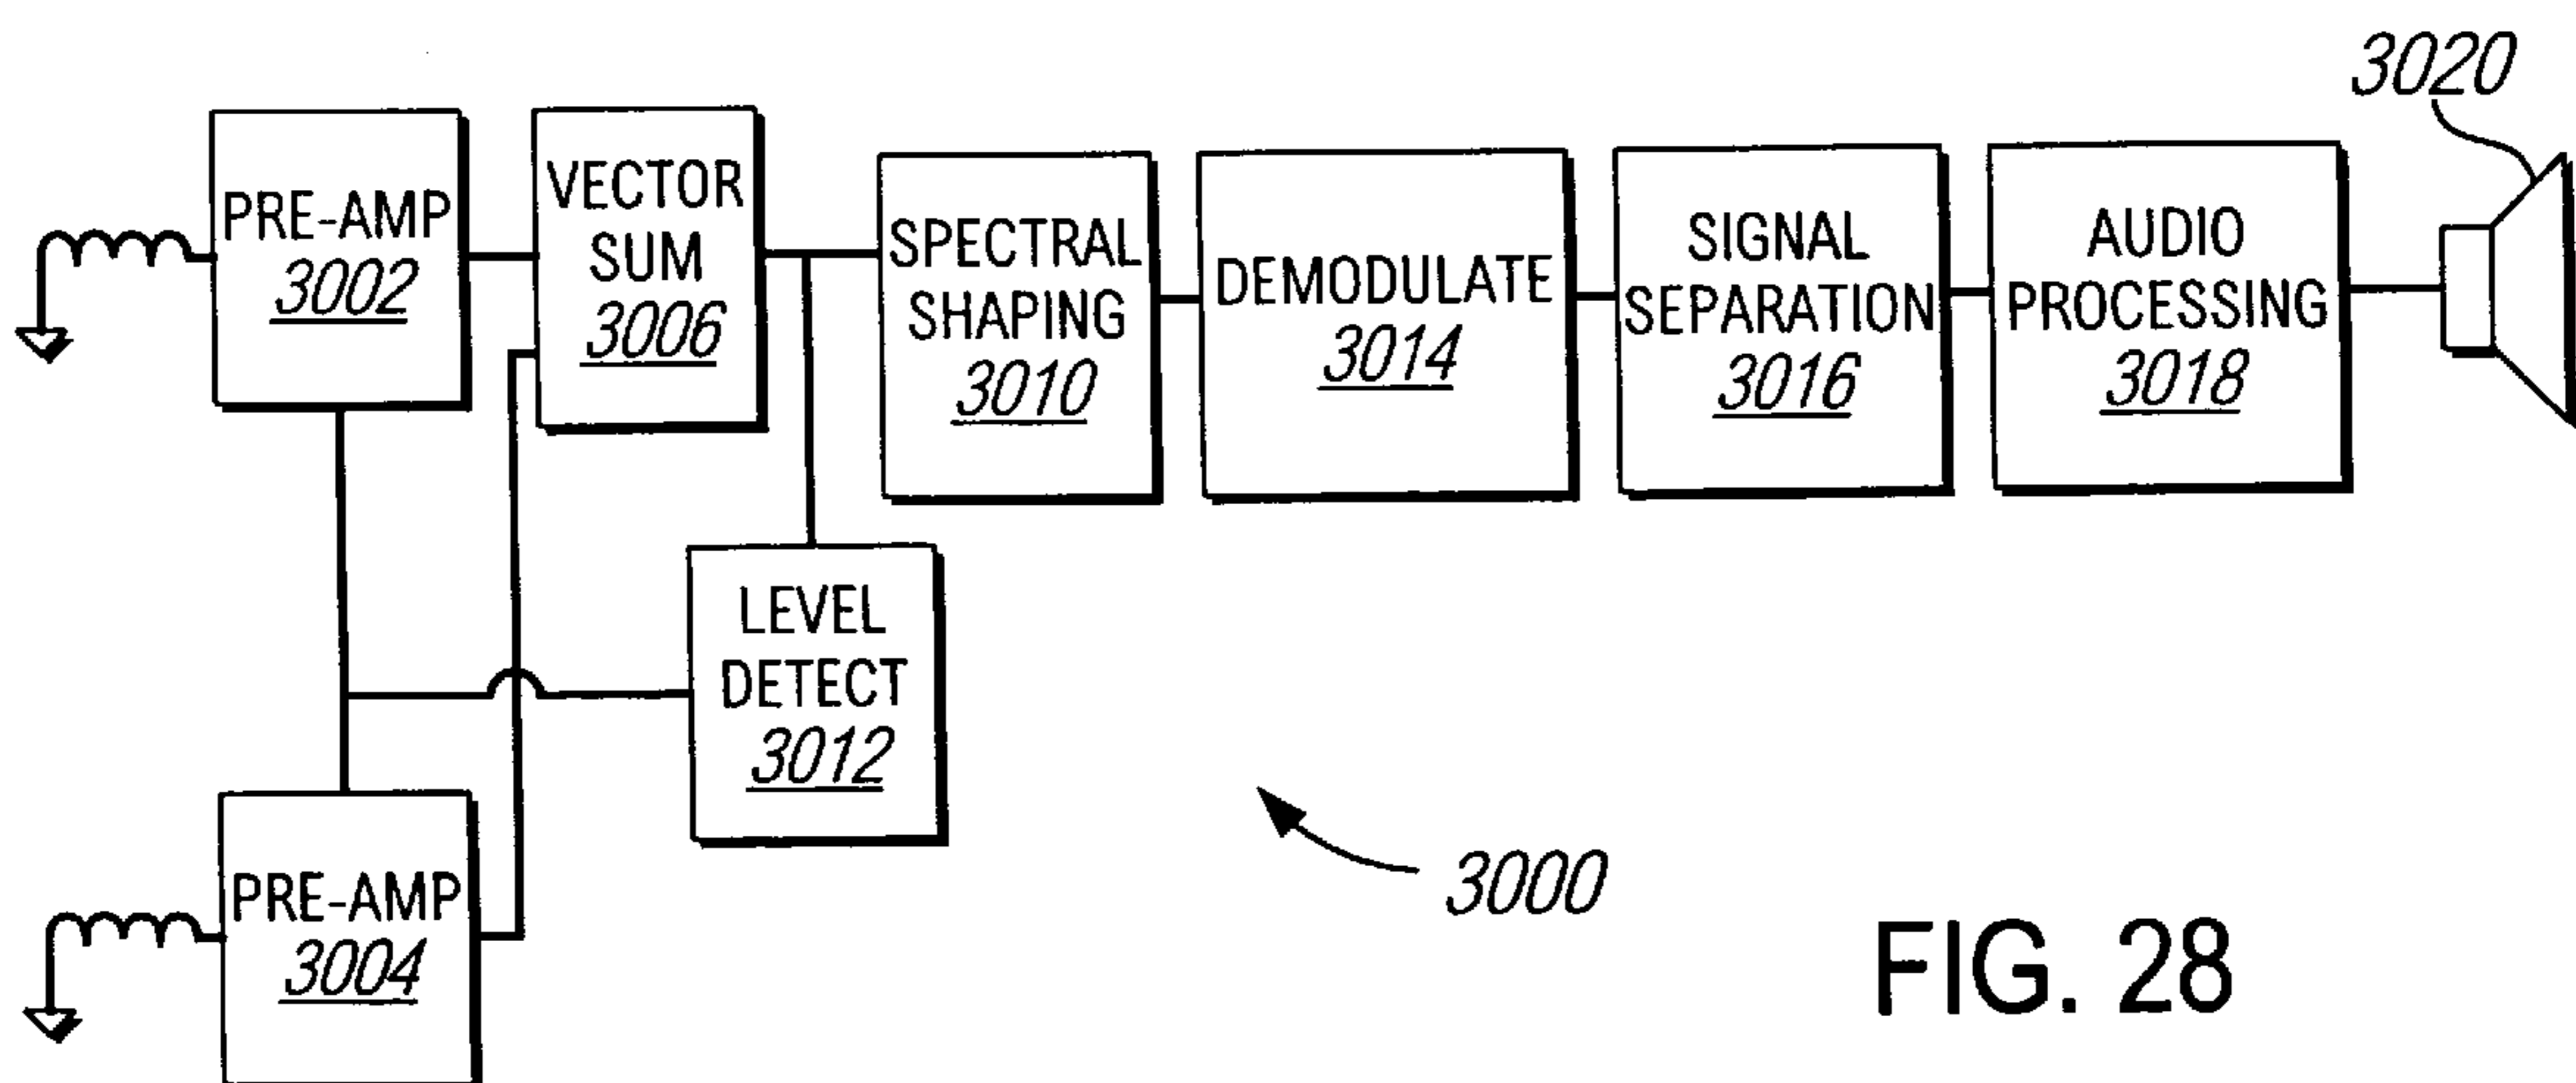 3020
PRE-AMP
3002
VECTOR
SUM
3006
SPECTRAL
SHAPING
3010
DEMODULATE
3014
SIGNAL
SEPARATION
3016
AUDIO
PROCESSING
3018
LEVEL
DETECT
3012
PRE-AMP
3004
3000
FIG. 28